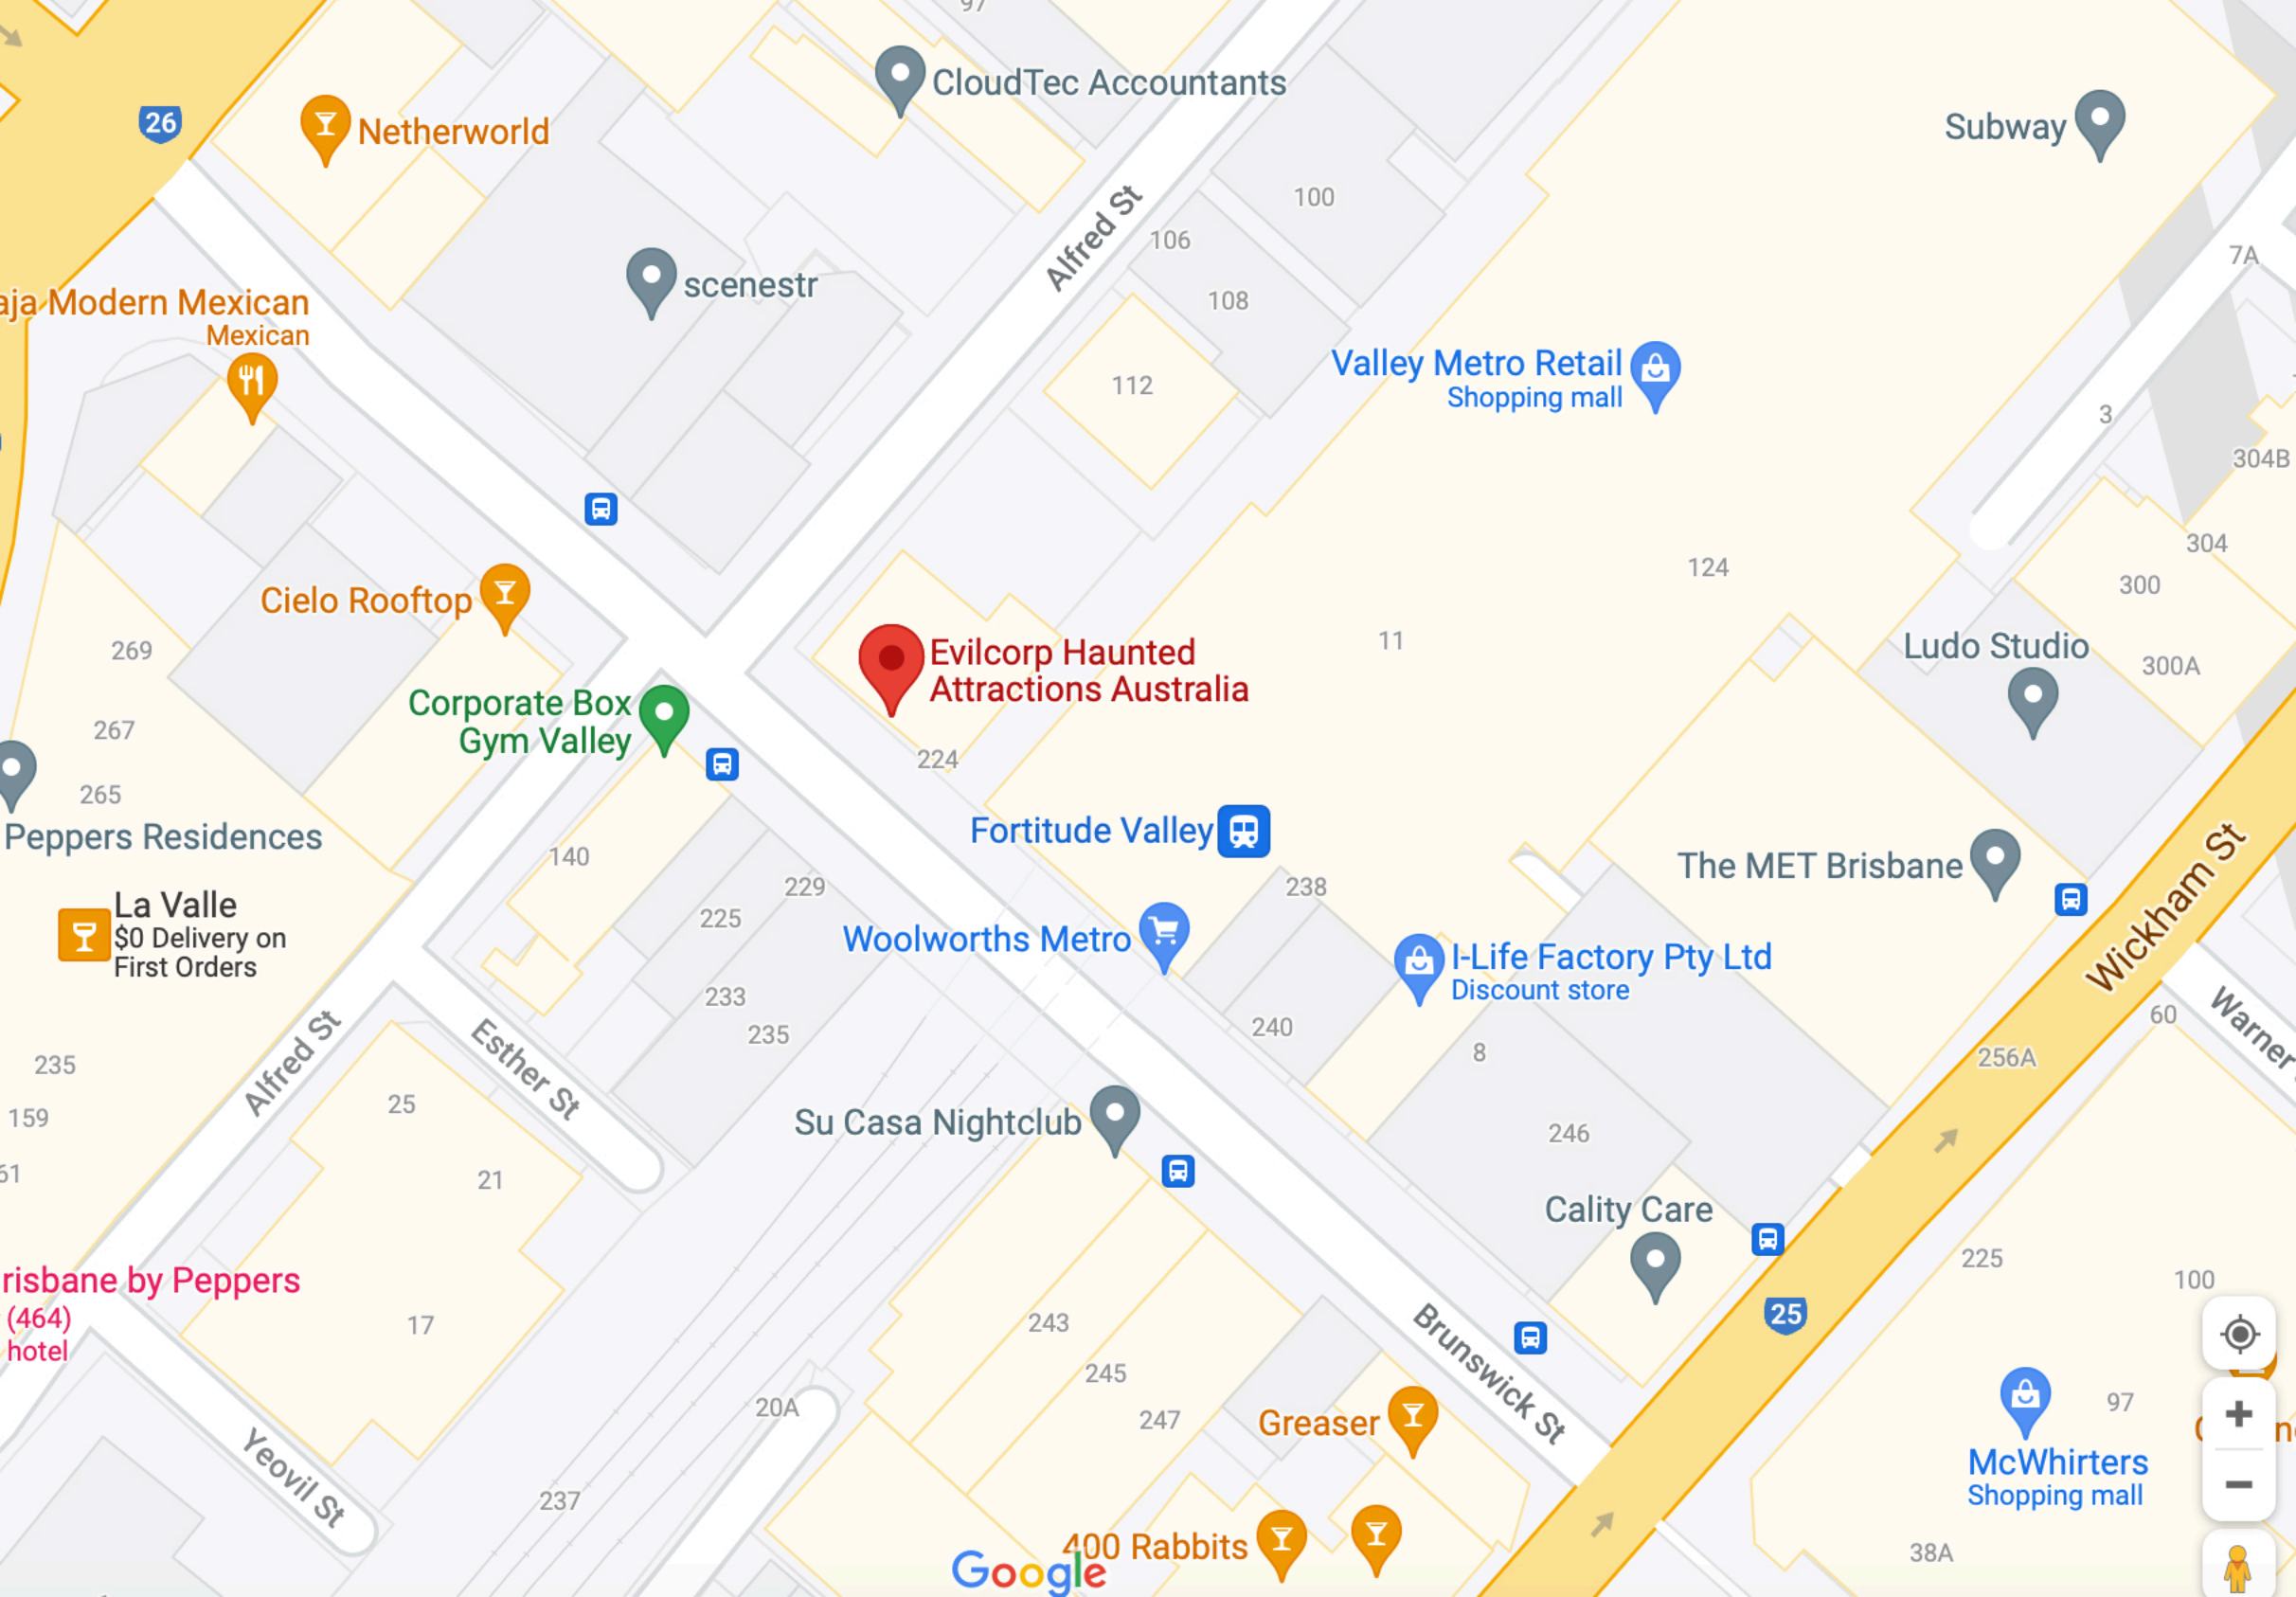 97
CloudTec Accountants
26
Netherworld
Subway
Alfred St
100
106
7A
scenestr
108
aja Modern Mexican
Mexican
Valley Metro Retail
Shopping mall
112
3
304B
304
124
300
Cielo Rooftop
11
269
Evilcorp Haunted
Attractions Australia
Ludo Studio
300A
Corporate Box
Gym Valley
267
224
265
Fortitude Valley
Peppers Residences
140
229
238
The MET Brisbane
Wickham St
La Valle
$0 Delivery on
First Orders
225
Woolworths Metro
I-Life Factory Pty Ltd
Discount store
233
235
240
60
Warner
Alfred St
Esther St
8
256A
235
25
159
Su Casa Nightclub
246
61
21
Cality Care
225
risbane by Peppers
(464)
hotel
100
17
243
25
Brunswick St
245
97
20A
247
Greaser
McWhirters
Shopping mall
Yeovil St
237
400 Rabbits
38A
Google